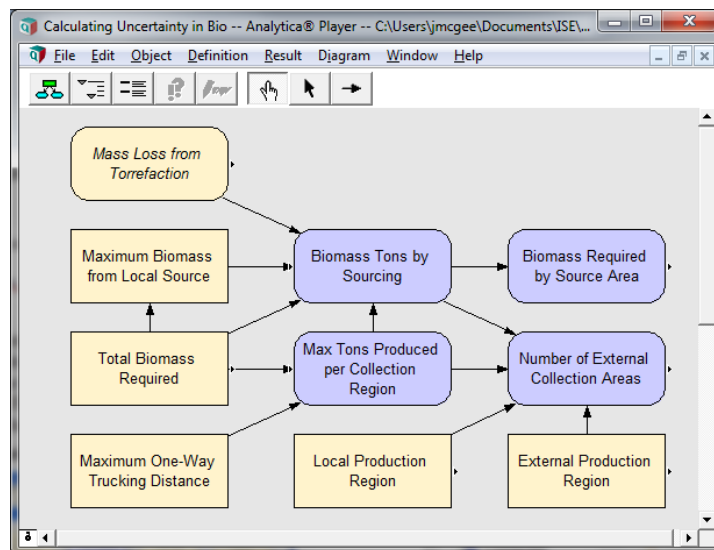 Calculating Uncertainty in Bio -- Analytica® Player -- C:\Users\jmcgee\Documents\ISE\...
File Edit Object Definition Result Diagram Window Help
Mass Loss from
Torrefaction
Maximum Biomass
from Local Source
Biomass Tons by
Sourcing
Biomass Required
by Source Area
Total Biomass
Required
Max Tons Produced
per Collection
Region
Number of External
Collection Areas
Maximum One-Way
Trucking Distance
Local Production
Region
External Production
Region